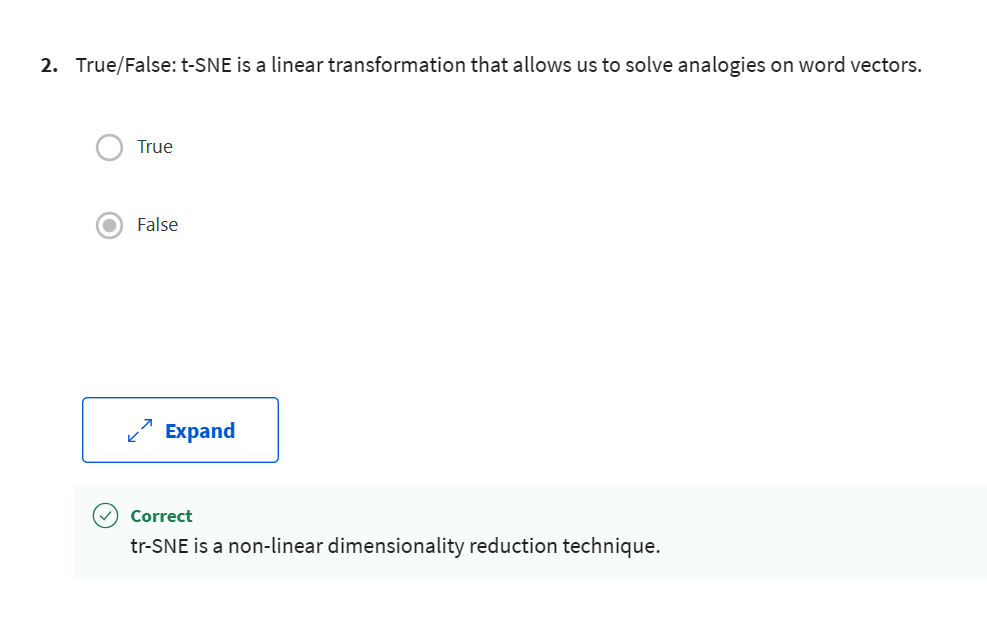 2. True/False: t-SNE is a linear transformation that allows us to solve analogies on word vectors.
True
False
Expand
Correct
tr-SNE is a non-linear dimensionality reduction technique.